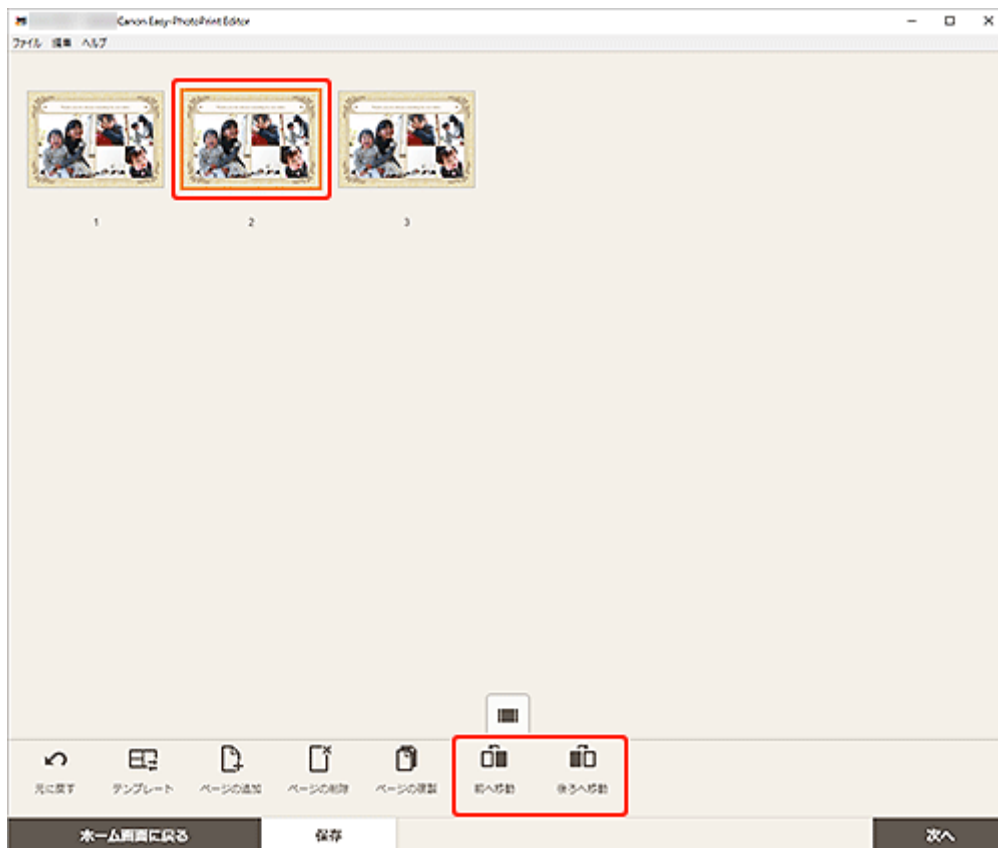 Canon Easy-PhotoPrint Editor
ファイル 編集 ヘルプ
1 2 3
元に戻す テンプレート ページの追加 ページの削除 ページの複製 前へ移動 後ろへ移動
ホーム画面に戻る 保存 次へ